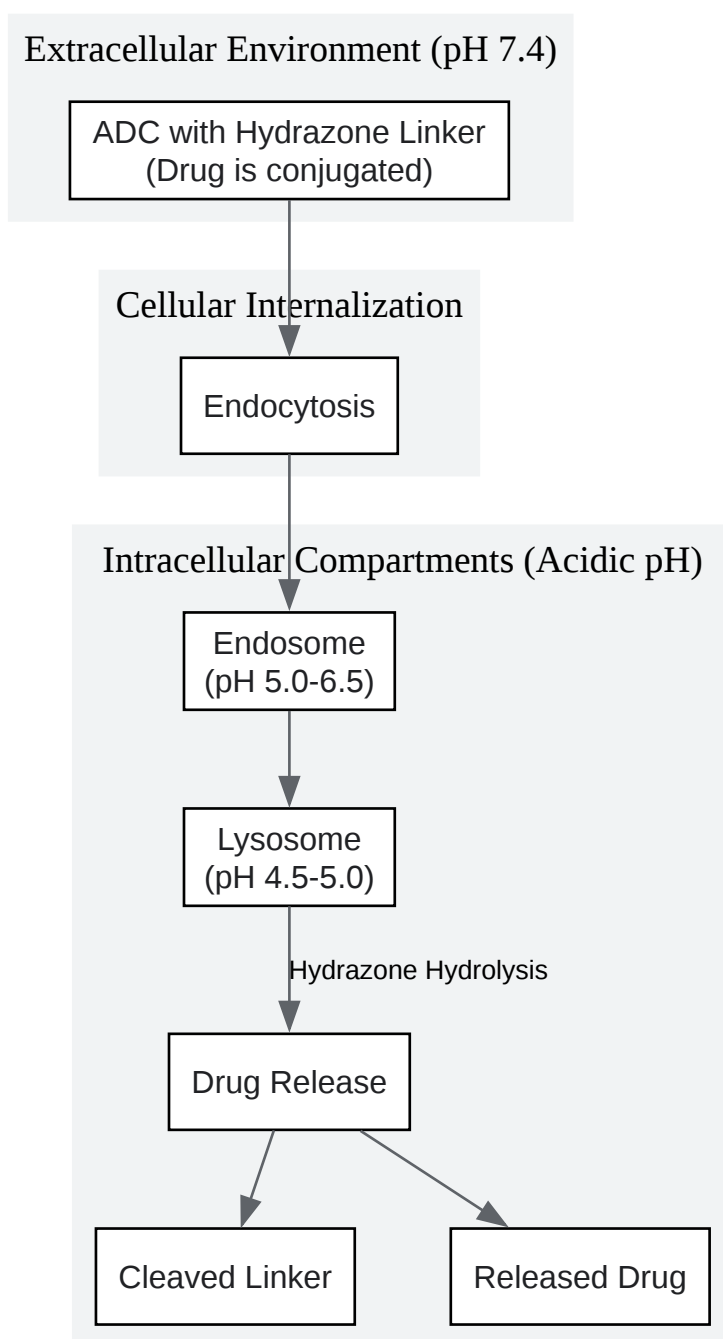 Extracellular Environment (pH 7.4)
ADC with Hydrazone Linker
(Drug is conjugated)
Cellular Internalization
Endocytosis
Intracellular Compartments (Acidic pH)
Endosome
(pH 5.0-6.5)
Lysosome
(pH 4.5-5.0)
Hydrazone Hydrolysis
Drug Release
Cleaved Linker
Released Drug